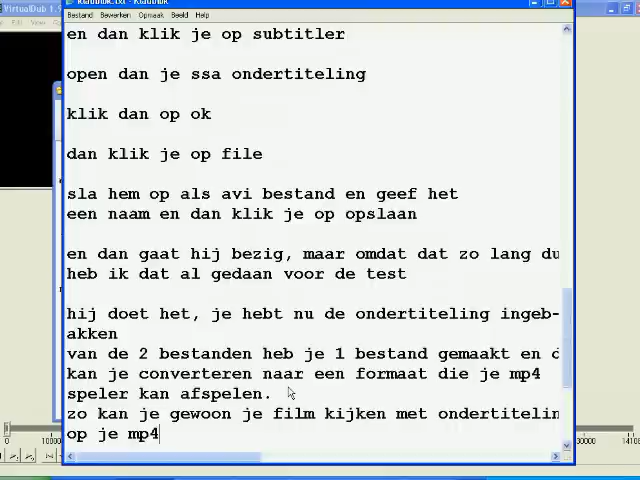 VirtualDub 1.
Bestand Bewerken Opmaak Beeld Help
en dan klik je op subtitler
open dan je ssa ondertiteling
klik dan op ok
dan klik je op file
sla hem op als avi bestand en geef het
een naam en dan klik je op opslaan
en dan gaat hij bezig, maar omdat dat zo lang du
heb ik dat al gedaan voor de test
hij doet het, je hebt nu de ondertiteling ingeb-
akken
van de 2 bestanden heb je 1 bestand gemaakt en d
kan je converteren naar een formaat die je mp4
speler kan afspelen.
zo kan je gewoon je film kijken met ondertitelin
op je mp4